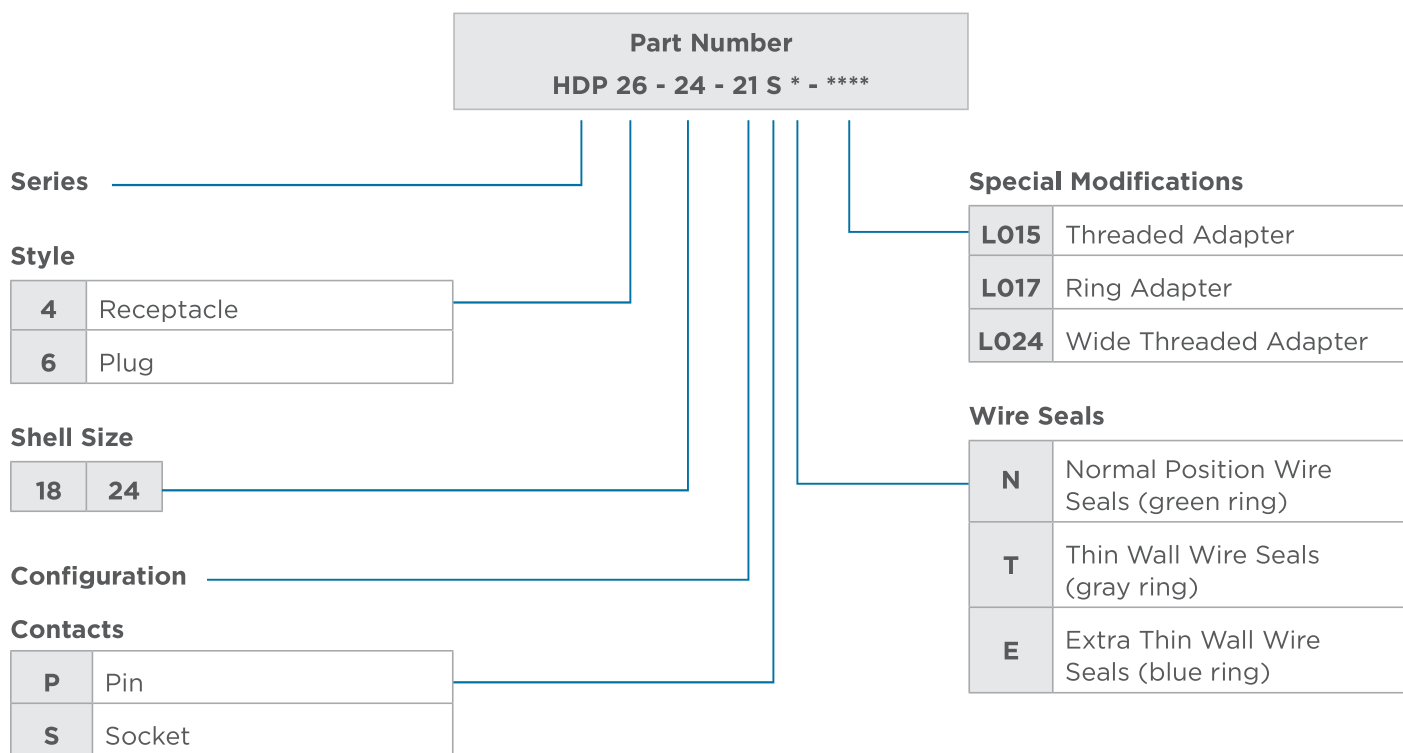 Part Number
HDP 26 - 24 - 21 S * - ****
Series
Style
4 Receptacle
6 Plug
Shell Size
18 24
Configuration
Contacts
P Pin
S Socket
Special Modifications
L015 Threaded Adapter
L017 Ring Adapter
L024 Wide Threaded Adapter
Wire Seals
N Normal Position Wire
Seals (green ring)
T Thin Wall Wire Seals
(gray ring)
E Extra Thin Wall Wire
Seals (blue ring)